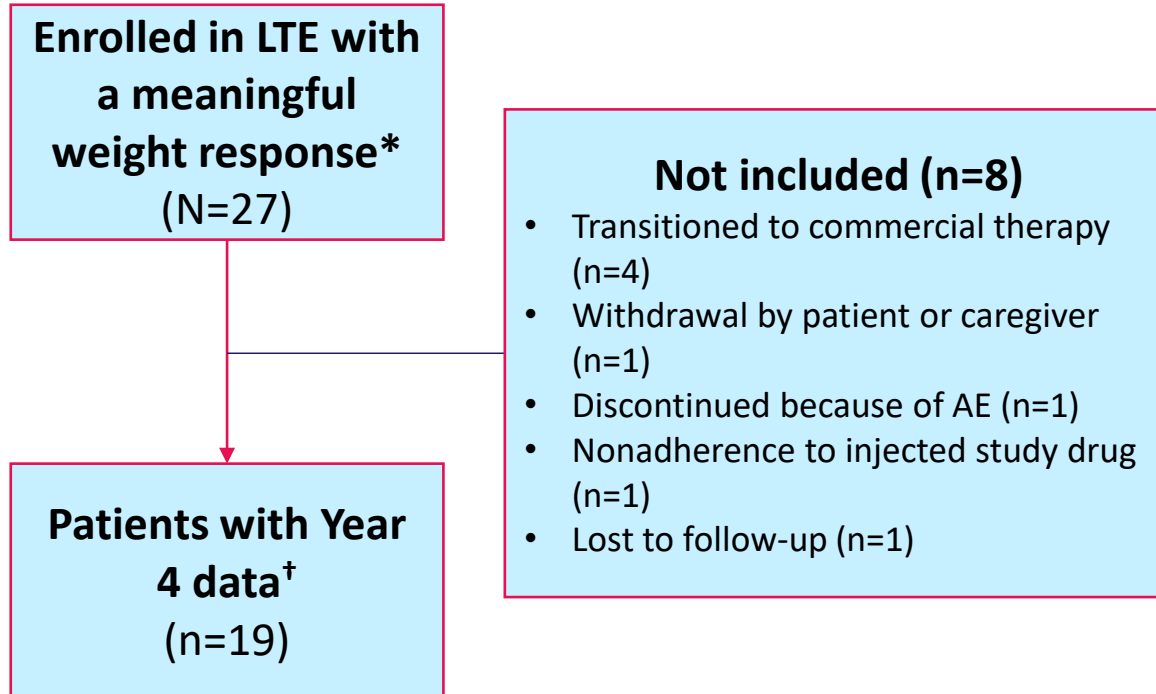 Enrolled in LTE with
a meaningful
weight response*
(N=27)
Not included (n=8)
• Transitioned to commercial therapy
(n=4)
• Withdrawal by patient or caregiver
(n=1)
• Discontinued because of AE (n=1)
• Nonadherence to injected study drug
(n=1)
• Lost to follow-up (n=1)
Patients with Year
4 data†
(n=19)